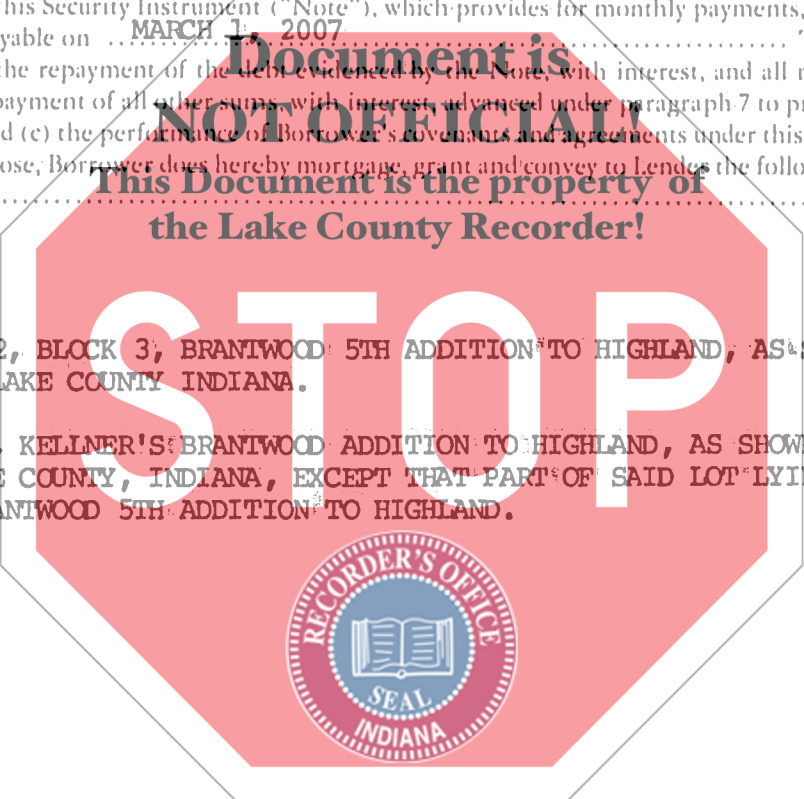 his Security Instrument ("Note"), which provides for monthly payments,
yable on MARCH 1, 2007
Document is
he repayment of the debt evidenced by the Note, with interest, and all r
ayment of all other sums, with interest, advanced under paragraph 7 to pr
NOT OFFICIAL!
d (c) the performance of Borrower's covenants and agreements under this
ose, Borrower does hereby mortgage, grant and convey to Lender the follo
This Document is the property of
the Lake County Recorder!
STOP
2, BLOCK 3, BRANTWOOD 5TH ADDITION TO HIGHLAND, AS S
LAKE COUNTY INDIANA.
KELLNER'S BRANTWOOD ADDITION TO HIGHLAND, AS SHOW
E COUNTY, INDIANA, EXCEPT THAT PART OF SAID LOT LYI
ANTWOOD 5TH ADDITION TO HIGHLAND.
RECORDER'S OFFICE
SEAL
INDIANA